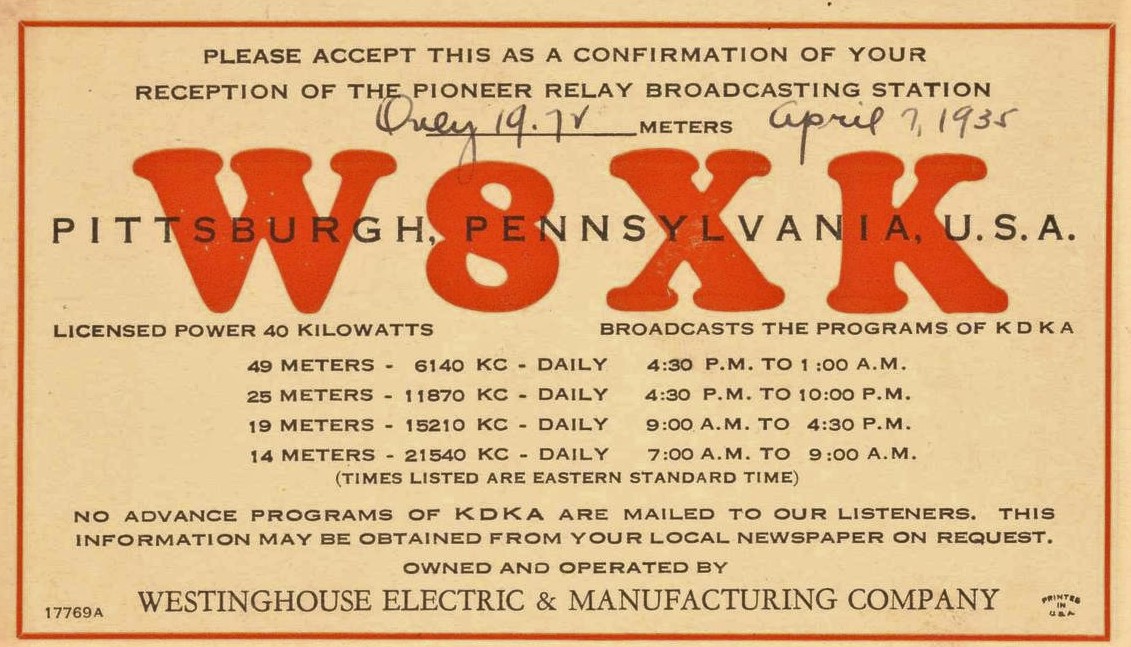 PLEASE ACCEPT THIS AS A CONFIRMATION OF YOUR
RECEPTION OF THE PIONEER RELAY BROADCASTING STATION
19.72 METERS April 7, 1935
W8XK
PITTSBURGH, PENNSYLVANIA, U.S.A.
LICENSED POWER 40 KILOWATTS BROADCASTS THE PROGRAMS OF KDKA
49 METERS - 6140 KC - DAILY 4:30 P.M. TO 1:00 A.M.
25 METERS - 11870 KC - DAILY 4:30 P.M. TO 10:00 P.M.
19 METERS - 15210 KC - DAILY 9:00 A.M. TO 4:30 P.M.
14 METERS - 21540 KC - DAILY 7:00 A.M. TO 9:00 A.M.
(TIMES LISTED ARE EASTERN STANDARD TIME)
NO ADVANCE PROGRAMS OF KDKA ARE MAILED TO OUR LISTENERS. THIS
INFORMATION MAY BE OBTAINED FROM YOUR LOCAL NEWSPAPER ON REQUEST.
OWNED AND OPERATED BY
WESTINGHOUSE ELECTRIC & MANUFACTURING COMPANY
17769A
PRINTED
IN
U.S.A.